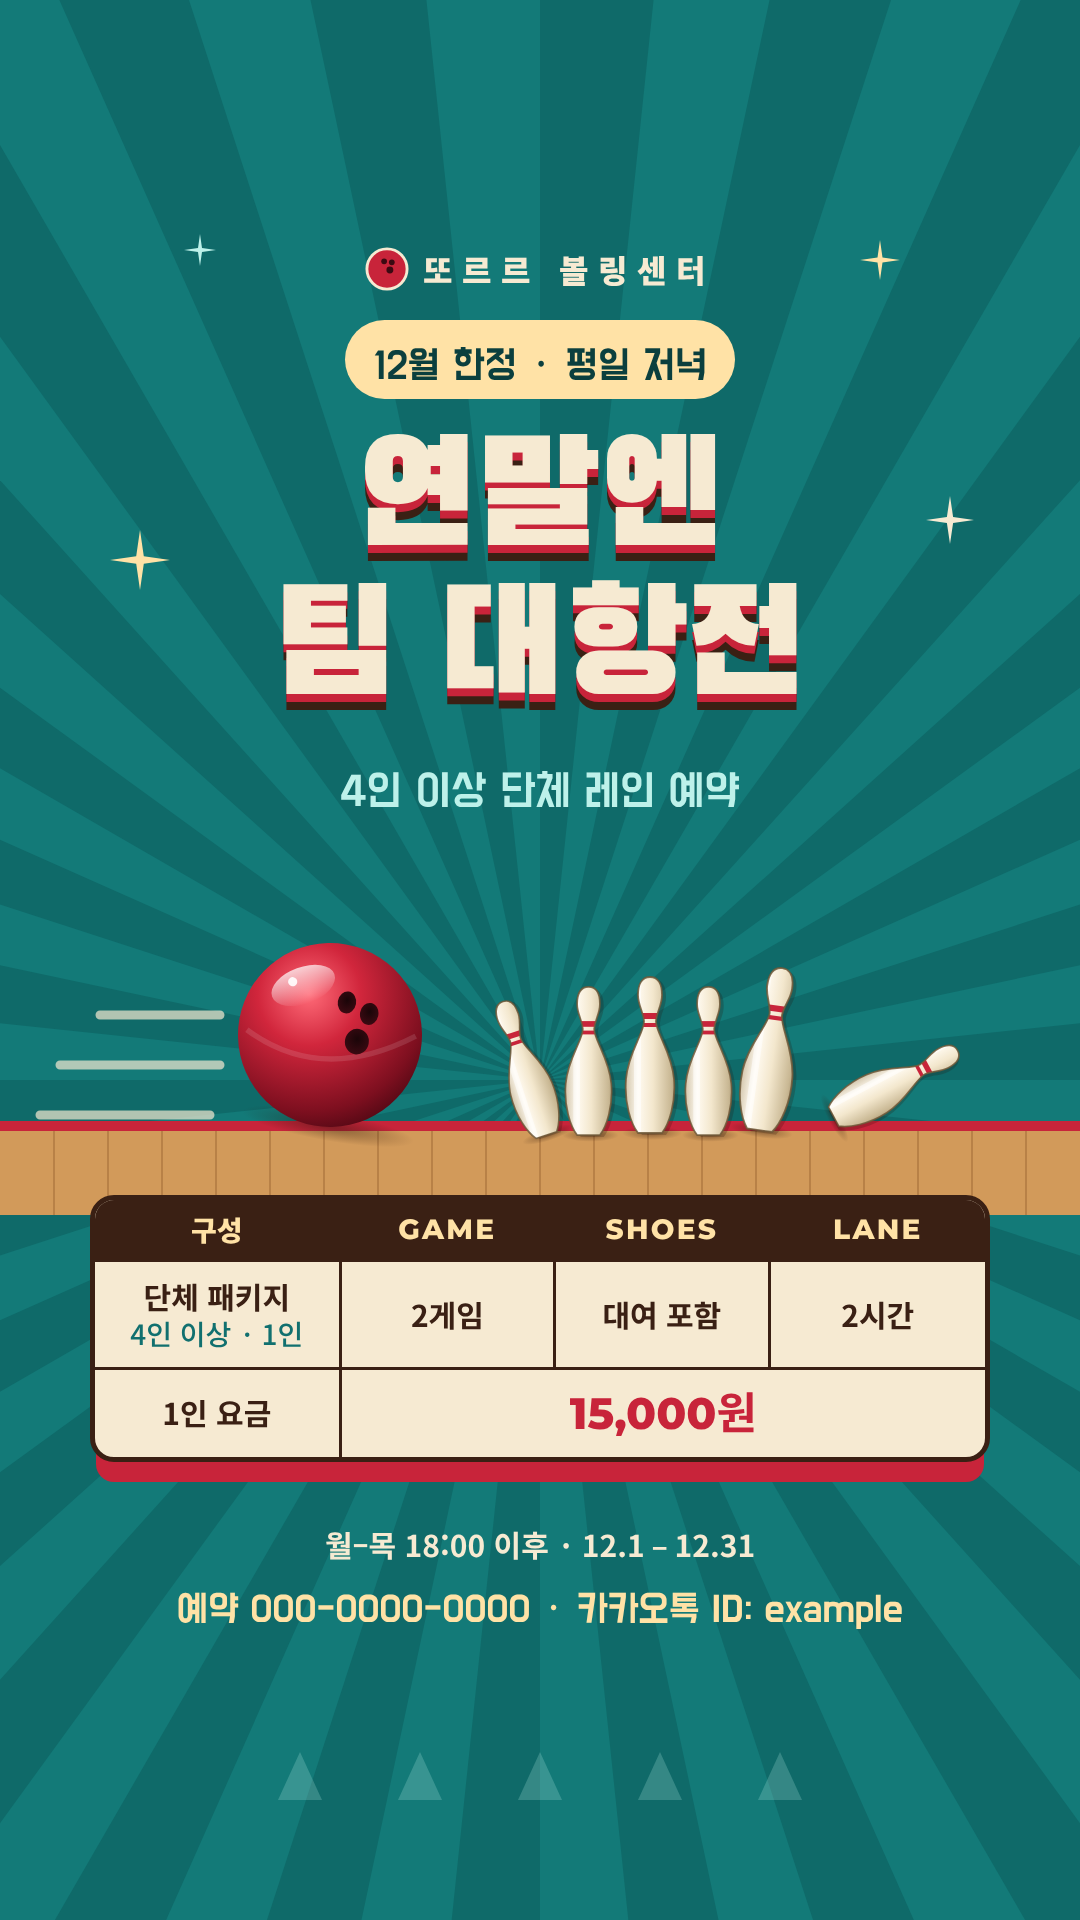 또르르 볼링센터
12월 한정 · 평일 저녁
연말엔
팀 대항전
4인 이상 단체 레인 예약
구성 GAME SHOES LANE
단체 패키지
4인 이상 · 1인
2게임 대여 포함 2시간
1인 요금 15,000원
월–목 18:00 이후 · 12.1 – 12.31
예약 000-0000-0000 · 카카오톡 ID: example